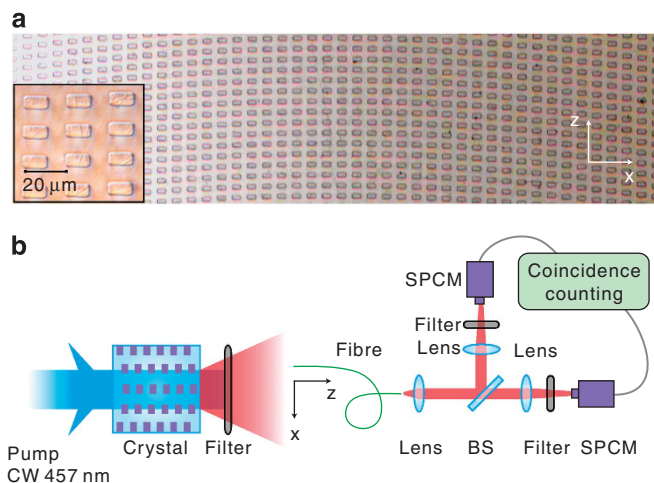 a
z
x
20 μm
b
SPCM
Coincidence
counting
Filter
Lens
Lens
Fibre
z
x
Crystal
Filter
Lens
BS
Filter
SPCM
Pump
CW 457 nm